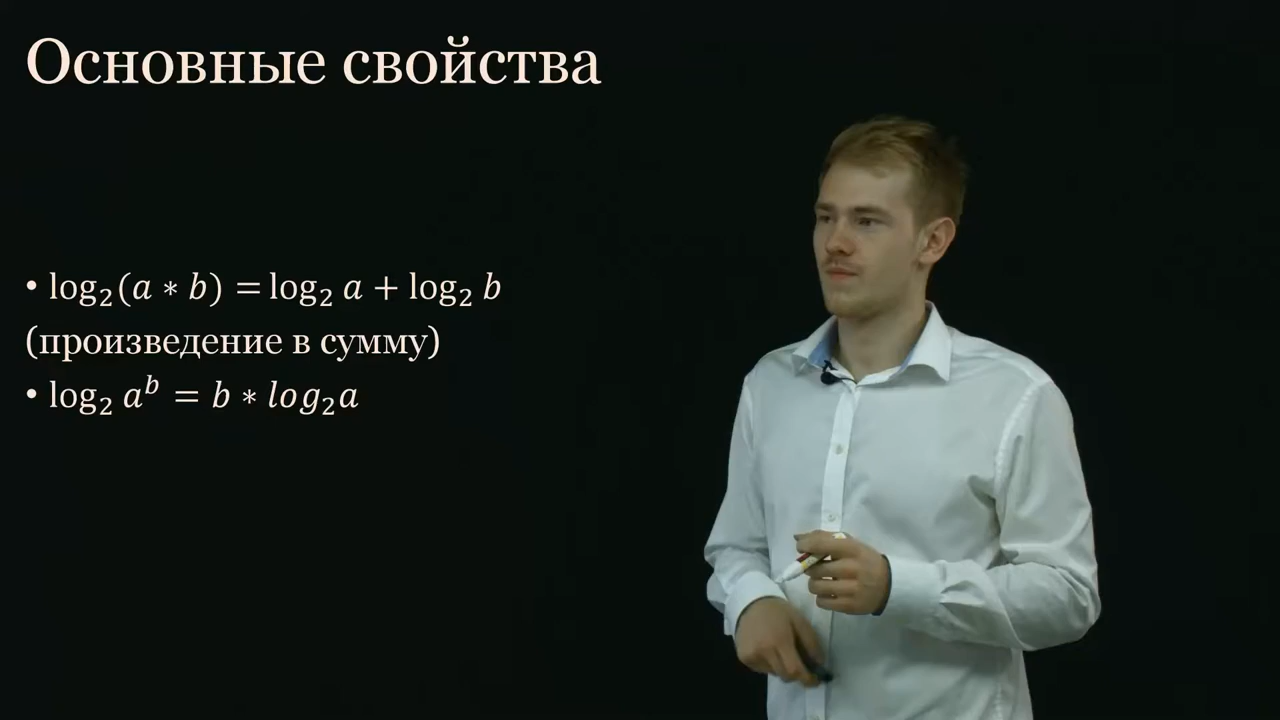 Основные свойства
• log₂(a * b) = log₂ a + log₂ b
(произведение в сумму)
• log₂ aᵇ = b * log₂a